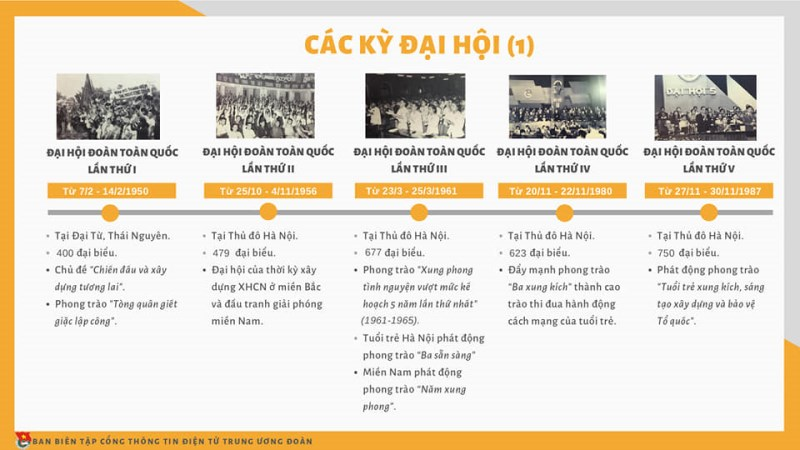 CÁC KỲ ĐẠI HỘI (1)
ĐẠI HỘI 5
ĐẠI HỘI ĐOÀN TOÀN QUỐC
LẦN THỨ I
Từ 7/2 - 14/2/1950
• Tại Đại Từ, Thái Nguyên.
• 400 đại biểu.
• Chủ đề "Chiến đấu và xây
dựng tương lai".
• Phong trào "Tòng quân giết
giặc lập công".
ĐẠI HỘI ĐOÀN TOÀN QUỐC
LẦN THỨ II
Từ 25/10 - 4/11/1956
• Tại Thủ đô Hà Nội.
• 479 đại biểu.
• Đại hội của thời kỳ xây
dựng XHCN ở miền Bắc
và đấu tranh giải phóng
miền Nam.
ĐẠI HỘI ĐOÀN TOÀN QUỐC
LẦN THỨ III
Từ 23/3 - 25/3/1961
• Tại Thủ đô Hà Nội.
• 677 đại biểu.
• Phong trào "Xung phong
tình nguyện vượt mức kế
hoạch 5 năm lần thứ nhất"
(1961-1965).
• Tuổi trẻ Hà Nội phát động
phong trào "Ba sẵn sàng"
• Miền Nam phát động
phong trào "Năm xung
phong".
ĐẠI HỘI ĐOÀN TOÀN QUỐC
LẦN THỨ IV
Từ 20/11 - 22/11/1980
• Tại Thủ đô Hà Nội.
• 623 đại biểu.
• Đẩy mạnh phong trào
"Ba xung kích" thành cao
trào thi đua hành động
cách mạng của tuổi trẻ.
ĐẠI HỘI ĐOÀN TOÀN QUỐC
LẦN THỨ V
Từ 27/11 - 30/11/1987
• Tại Thủ đô Hà Nội.
• 750 đại biểu.
• Phát động phong trào
"Tuổi trẻ xung kích, sáng
tạo xây dựng và bảo vệ
Tổ quốc".
BAN BIÊN TẬP CỔNG THÔNG TIN ĐIỆN TỬ TRUNG ƯƠNG ĐOÀN